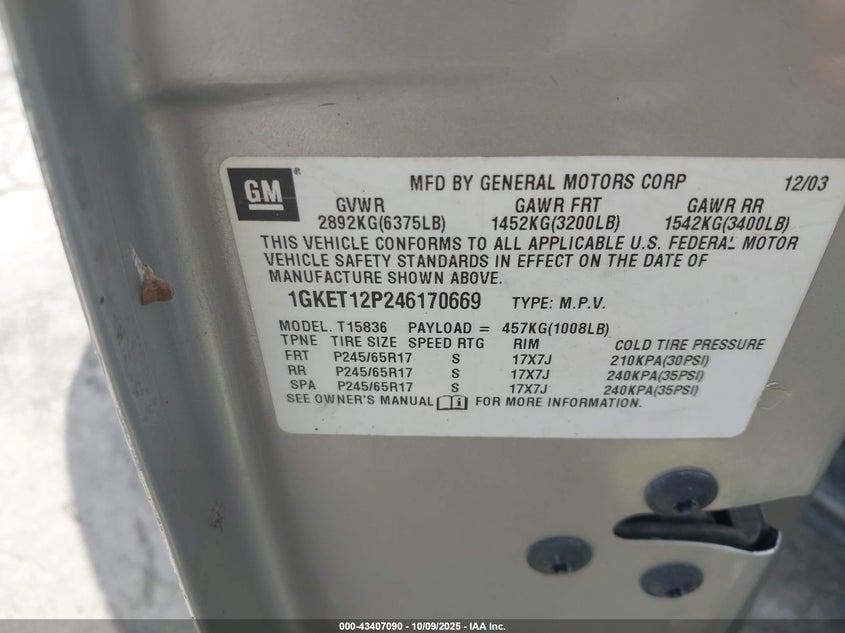 GM ®
MFD BY GENERAL MOTORS CORP 12/03
GVWR GAWR FRT GAWR RR
2892KG(6375LB) 1452KG(3200LB) 1542KG(3400LB)
THIS VEHICLE CONFORMS TO ALL APPLICABLE U.S. FEDERAL MOTOR
VEHICLE SAFETY STANDARDS IN EFFECT ON THE DATE OF
MANUFACTURE SHOWN ABOVE.
1GKET12P246170669 TYPE: M.P.V.
MODEL. T15836 PAYLOAD = 457KG(1008LB)
TPNE TIRE SIZE SPEED RTG RIM COLD TIRE PRESSURE
FRT P245/65R17 S 17X7J 210KPA(30PSI)
RR P245/65R17 S 17X7J 240KPA(35PSI)
SPA P245/65R17 S 17X7J 240KPA(35PSI)
SEE OWNER'S MANUAL FOR MORE INFORMATION.
000-43407090 - 10/09/2025 - IAA Inc.